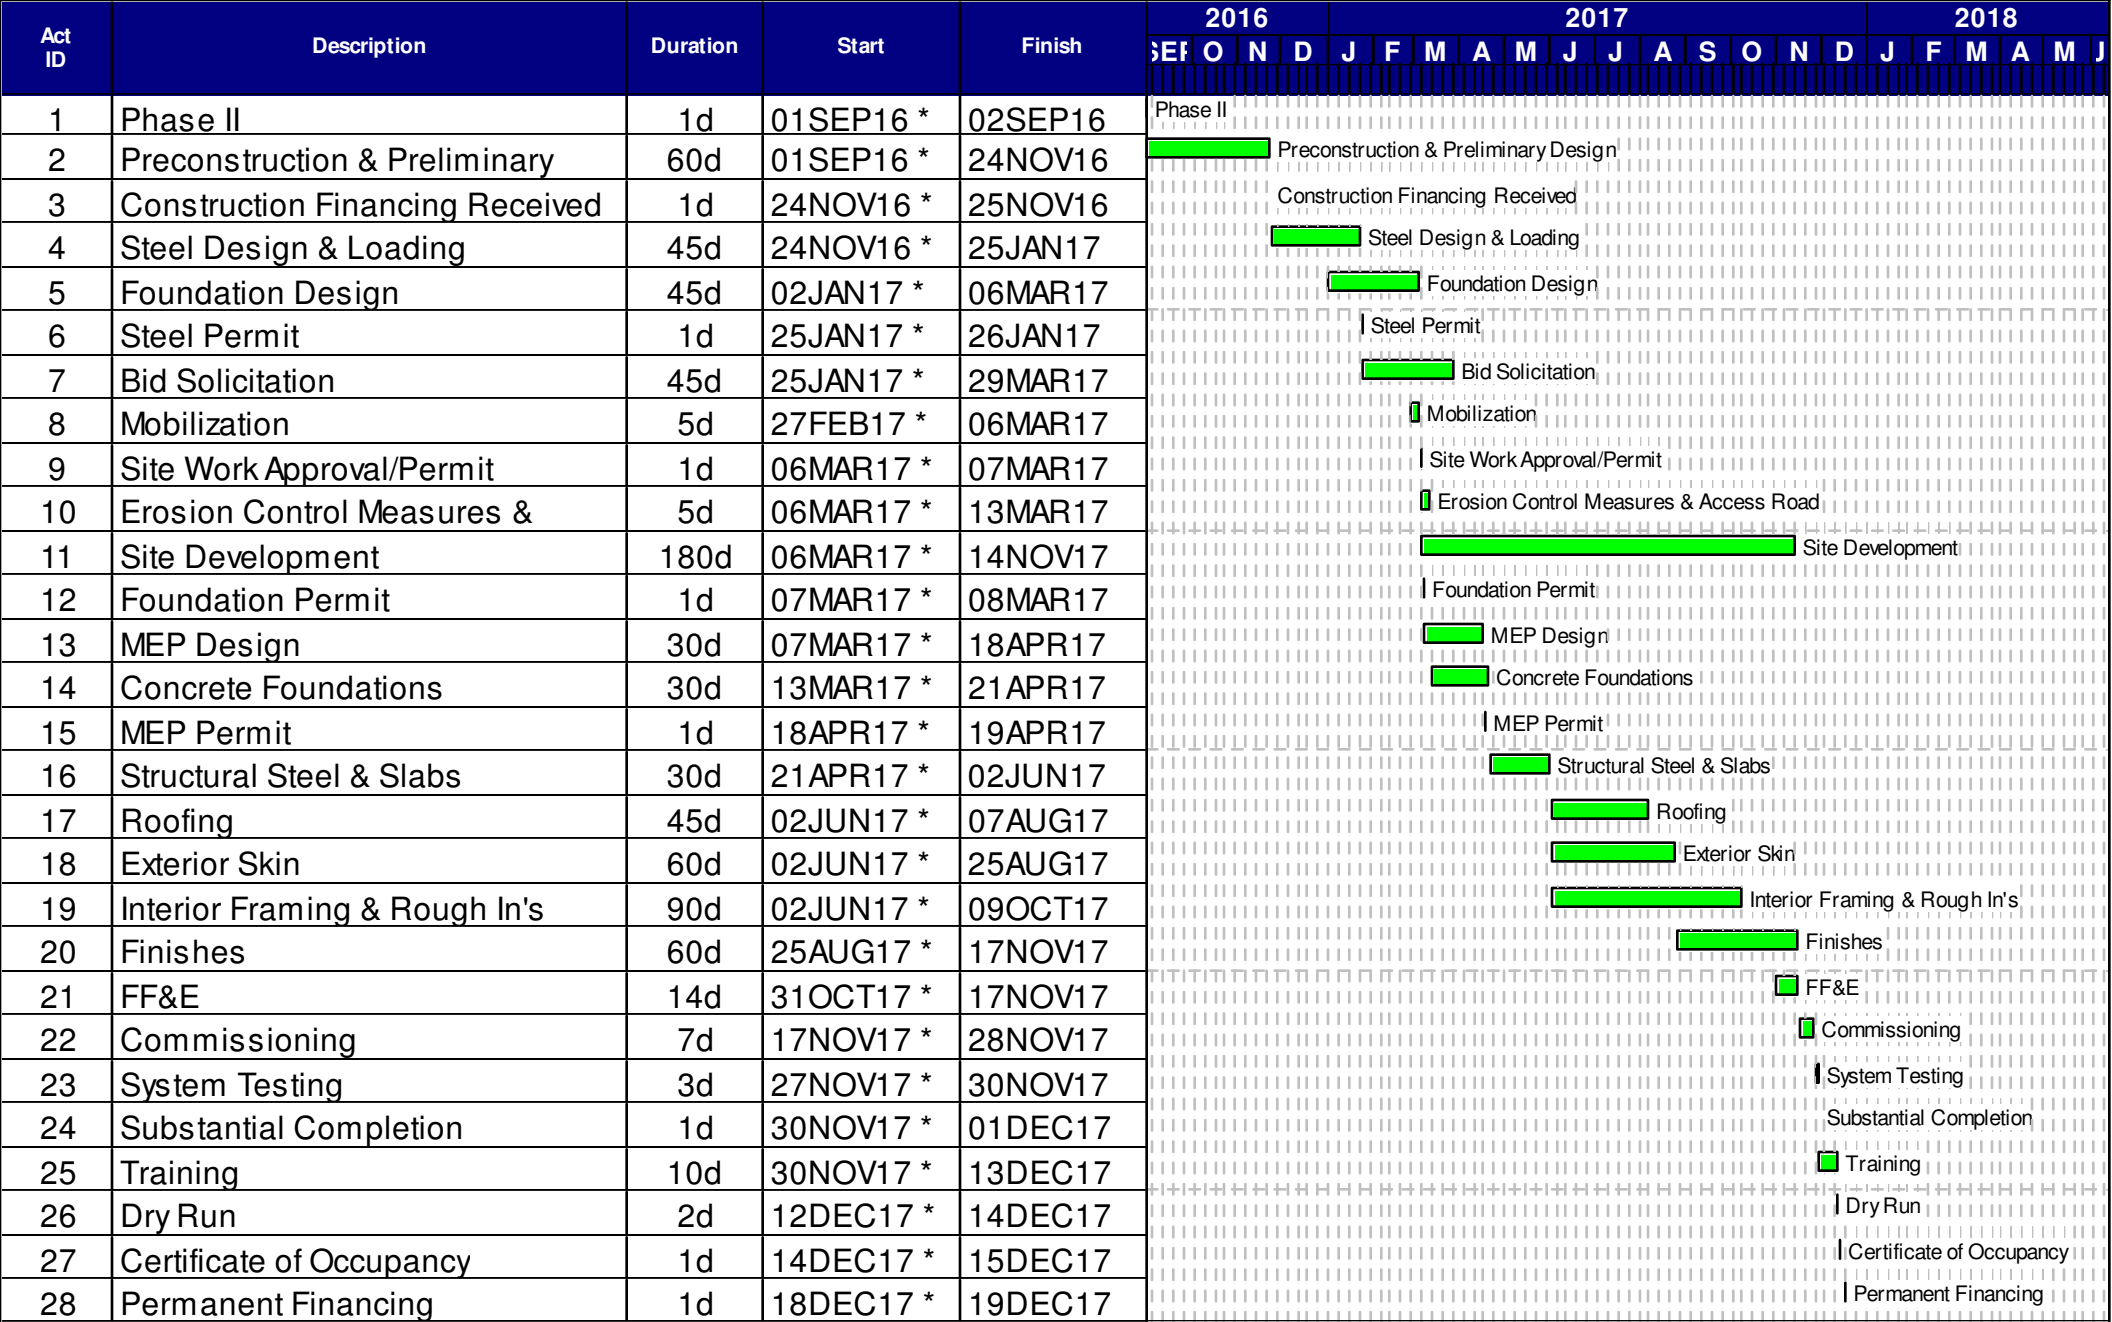 Act ID Description Duration Start Finish 2016 2017 2018
O N D J F M A M J J A S O N D J F M A M J
1 Phase II 1d 01SEP16 * 02SEP16 Phase II
2 Preconstruction & Preliminary 60d 01SEP16 * 24NOV16 Preconstruction & Preliminary Design
3 Construction Financing Received 1d 24NOV16 * 25NOV16 Construction Financing Received
4 Steel Design & Loading 45d 24NOV16 * 25JAN17 Steel Design & Loading
5 Foundation Design 45d 02JAN17 * 06MAR17 Foundation Design
6 Steel Permit 1d 25JAN17 * 26JAN17 Steel Permit
7 Bid Solicitation 45d 25JAN17 * 29MAR17 Bid Solicitation
8 Mobilization 5d 27FEB17 * 06MAR17 Mobilization
9 Site Work Approval/Permit 1d 06MAR17 * 07MAR17 Site Work Approval/Permit
10 Erosion Control Measures & 5d 06MAR17 * 13MAR17 Erosion Control Measures & Access Road
11 Site Development 180d 06MAR17 * 14NOV17 Site Development
12 Foundation Permit 1d 07MAR17 * 08MAR17 Foundation Permit
13 MEP Design 30d 07MAR17 * 18APR17 MEP Design
14 Concrete Foundations 30d 13MAR17 * 21APR17 Concrete Foundations
15 MEP Permit 1d 18APR17 * 19APR17 MEP Permit
16 Structural Steel & Slabs 30d 21APR17 * 02JUN17 Structural Steel & Slabs
17 Roofing 45d 02JUN17 * 07AUG17 Roofing
18 Exterior Skin 60d 02JUN17 * 25AUG17 Exterior Skin
19 Interior Framing & Rough In's 90d 02JUN17 * 09OCT17 Interior Framing & Rough In's
20 Finishes 60d 25AUG17 * 17NOV17 Finishes
21 FF&E 14d 31OCT17 * 17NOV17 FF&E
22 Commissioning 7d 17NOV17 * 28NOV17 Commissioning
23 System Testing 3d 27NOV17 * 30NOV17 System Testing
24 Substantial Completion 1d 30NOV17 * 01DEC17 Substantial Completion
25 Training 10d 30NOV17 * 13DEC17 Training
26 Dry Run 2d 12DEC17 * 14DEC17 Dry Run
27 Certificate of Occupancy 1d 14DEC17 * 15DEC17 Certificate of Occupancy
28 Permanent Financing 1d 18DEC17 * 19DEC17 Permanent Financing